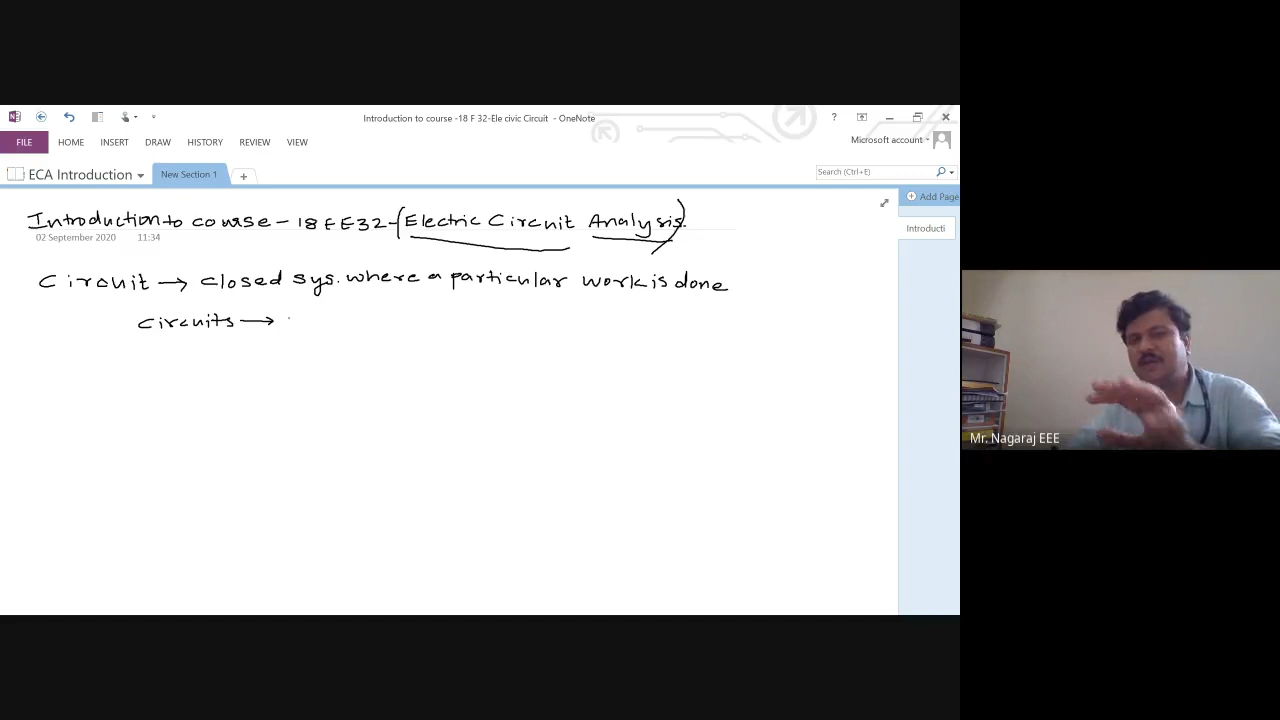 Introduction to course -18 F 32-Ele civic Circuit - OneNote
?
FILE
HOME
INSERT
DRAW
HISTORY
REVIEW
VIEW
Microsoft account
ECA Introduction
New Section 1
+
Search (Ctrl+E)
Introduction to course - 18EE32-(Electric Circuit Analysis)
02 September 2020 11:34
Add Page
Introducti
Circuit → closed sys. where a particular work is done
circuits →
Mr. Nagaraj EEE